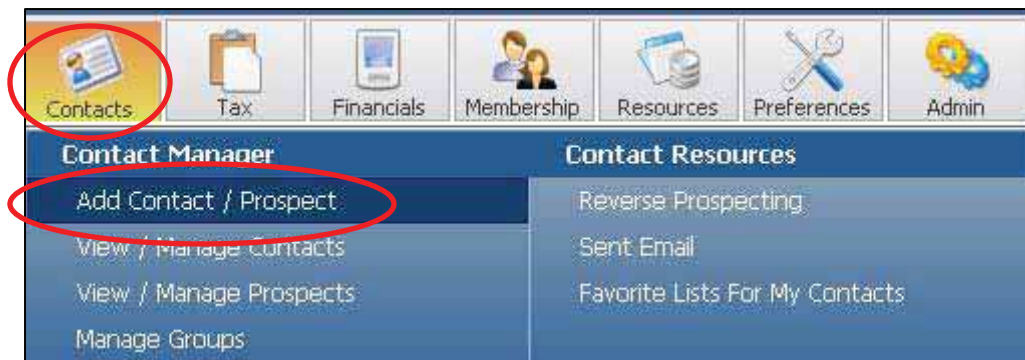 Contacts Tax Financials Membership Resources Preferences Admin
Contact Manager Contact Resources
Add Contact / Prospect Reverse Prospecting
View / Manage Contacts Sent Email
View / Manage Prospects Favorite Lists For My Contacts
Manage Groups